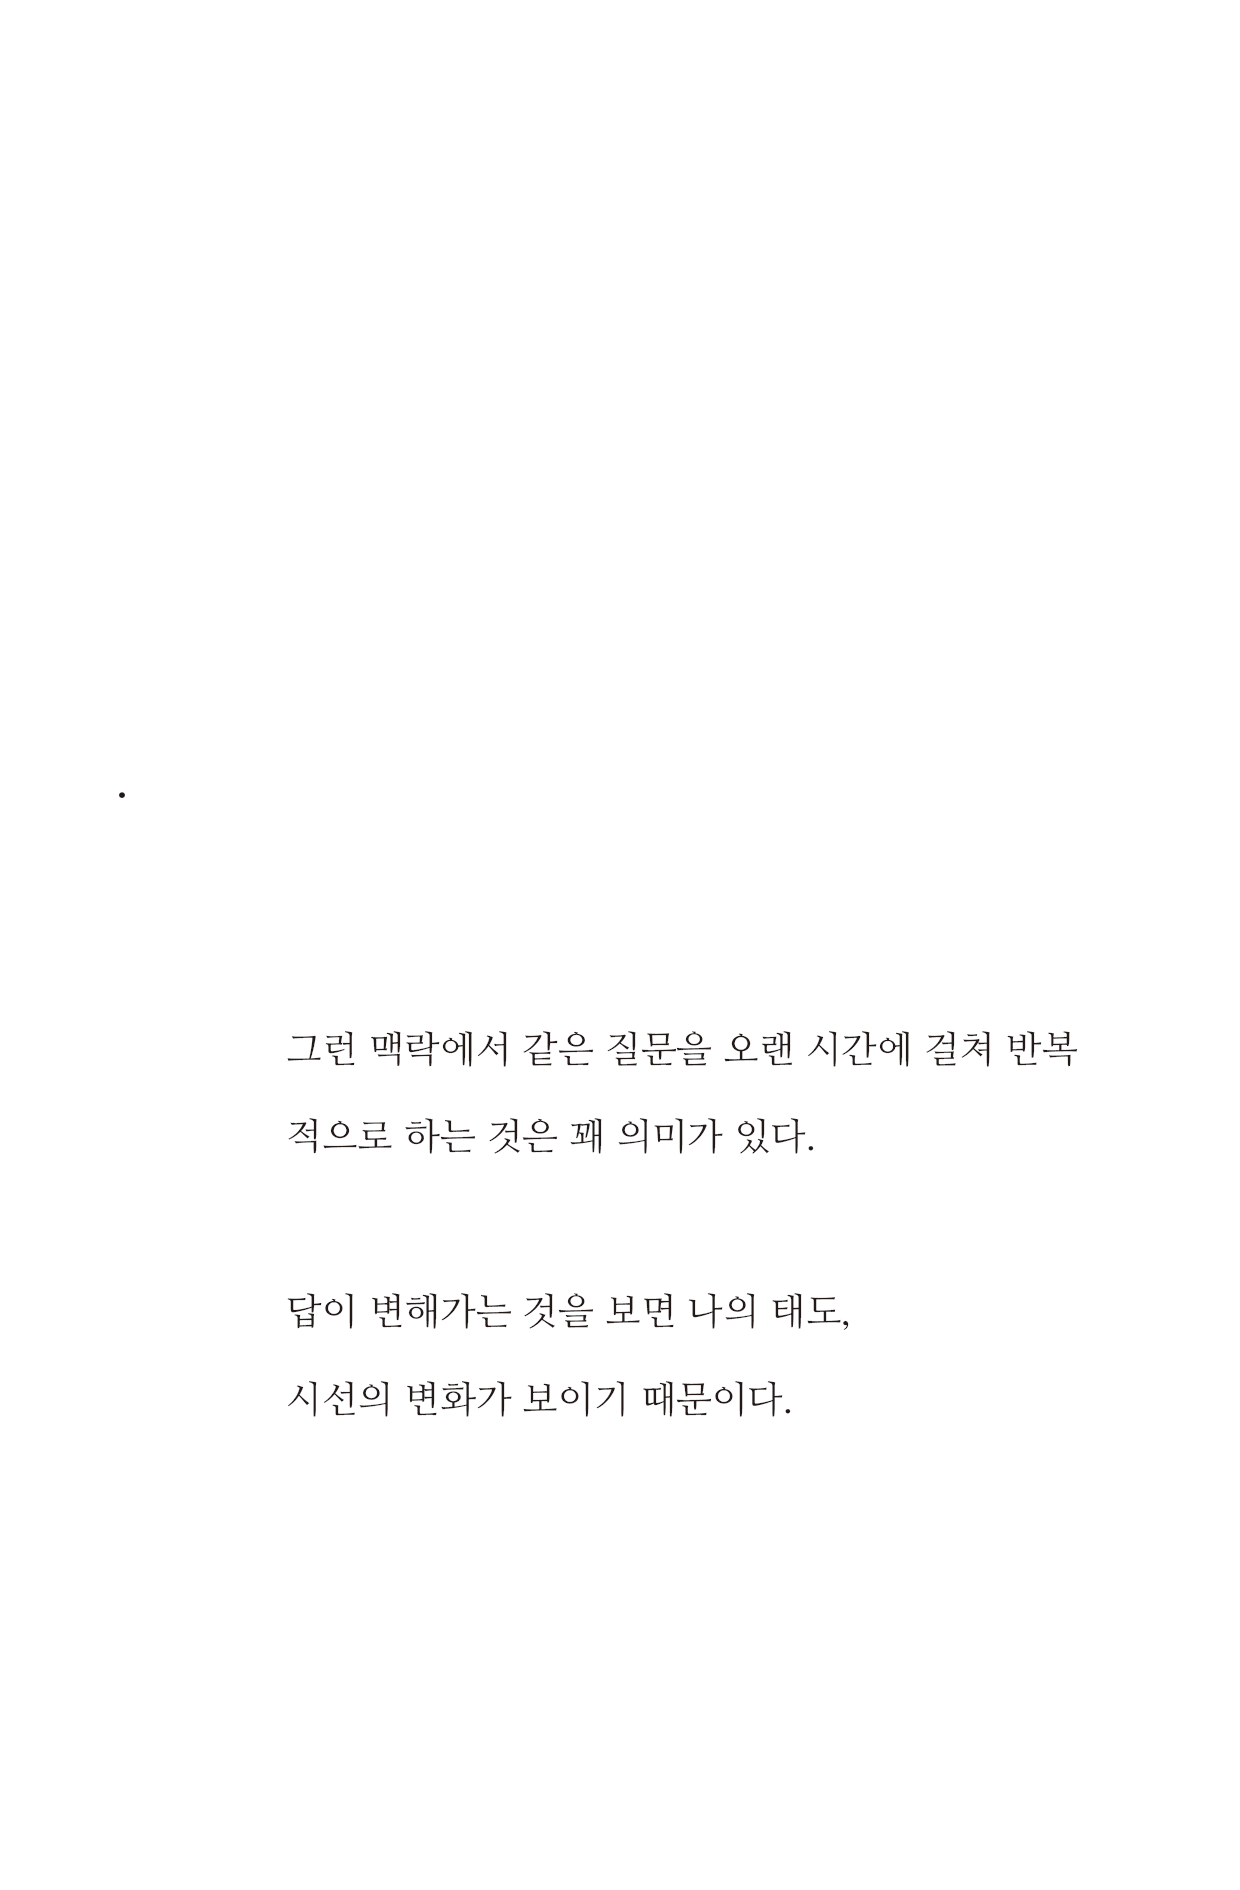 .
그런 맥락에서 같은 질문을 오랜 시간에 걸쳐 반복
적으로 하는 것은 꽤 의미가 있다.
답이 변해가는 것을 보면 나의 태도,
시선의 변화가 보이기 때문이다.